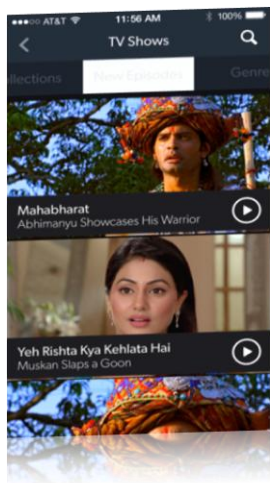 AT&T 11:56 AM 100%
TV Shows
ollections New Episodes Genre
Mahabharat
Abhimanyu Showcases His Warrior
Yeh Rishta Kya Kehlata Hai
Muskan Slaps a Goon